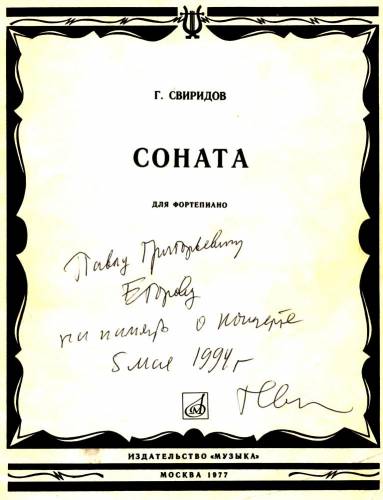 Г. СВИРИДОВ
СОНАТА
ДЛЯ ФОРТЕПИАНО
Павлу Григорьевичу
Егорову
на память о концерте
5 мая 1994 г
ИЗДАТЕЛЬСТВО «МУЗЫКА»
МОСКВА 1977